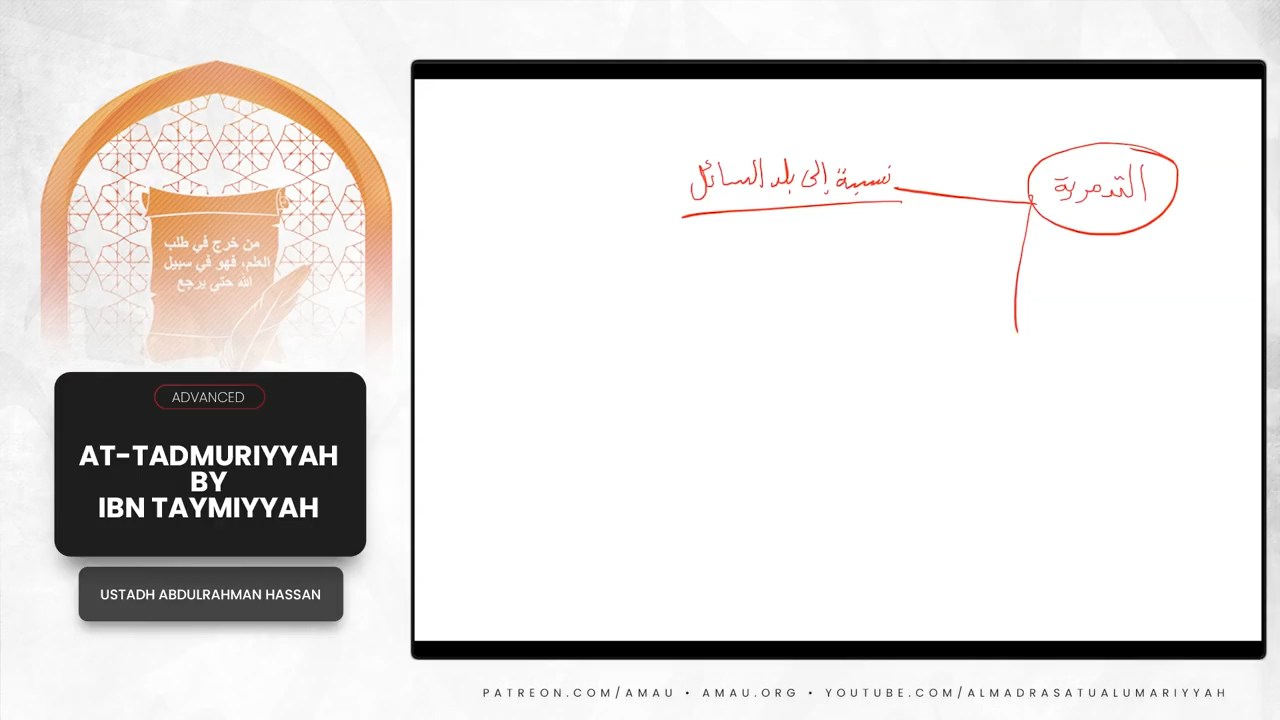 من خرج في طلب
العلم، فهو في سبيل
الله حتى يرجع
ADVANCED
AT-TADMURIYYAH
BY
IBN TAYMIYYAH
USTADH ABDULRAHMAN HASSAN
التدمرية
نسبة إلى بلد السائل
PATREON.COM/AMAU • AMAU.ORG • YOUTUBE.COM/ALMADRASATUALUMARIYYAH